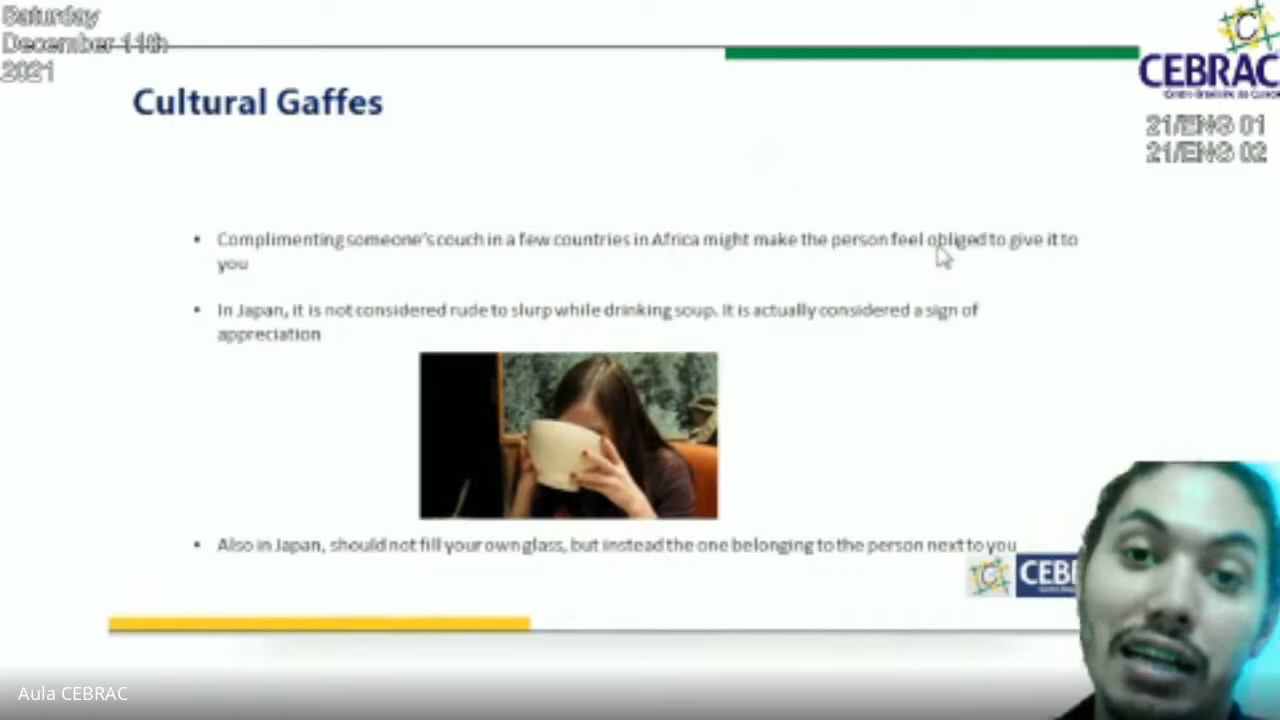 Saturday
December 11th
2021
CEBRAC
21/ENG 01
21/ENG 02
Cultural Gaffes
• Complimenting someone's couch in a few countries in Africa might make the person feel obliged to give it to
you
• In Japan, it is not considered rude to slurp while drinking soup. It is actually considered a sign of
appreciation
• Also in Japan, should not fill your own glass, but instead the one belonging to the person next to you
CEB
Aula CEBRAC